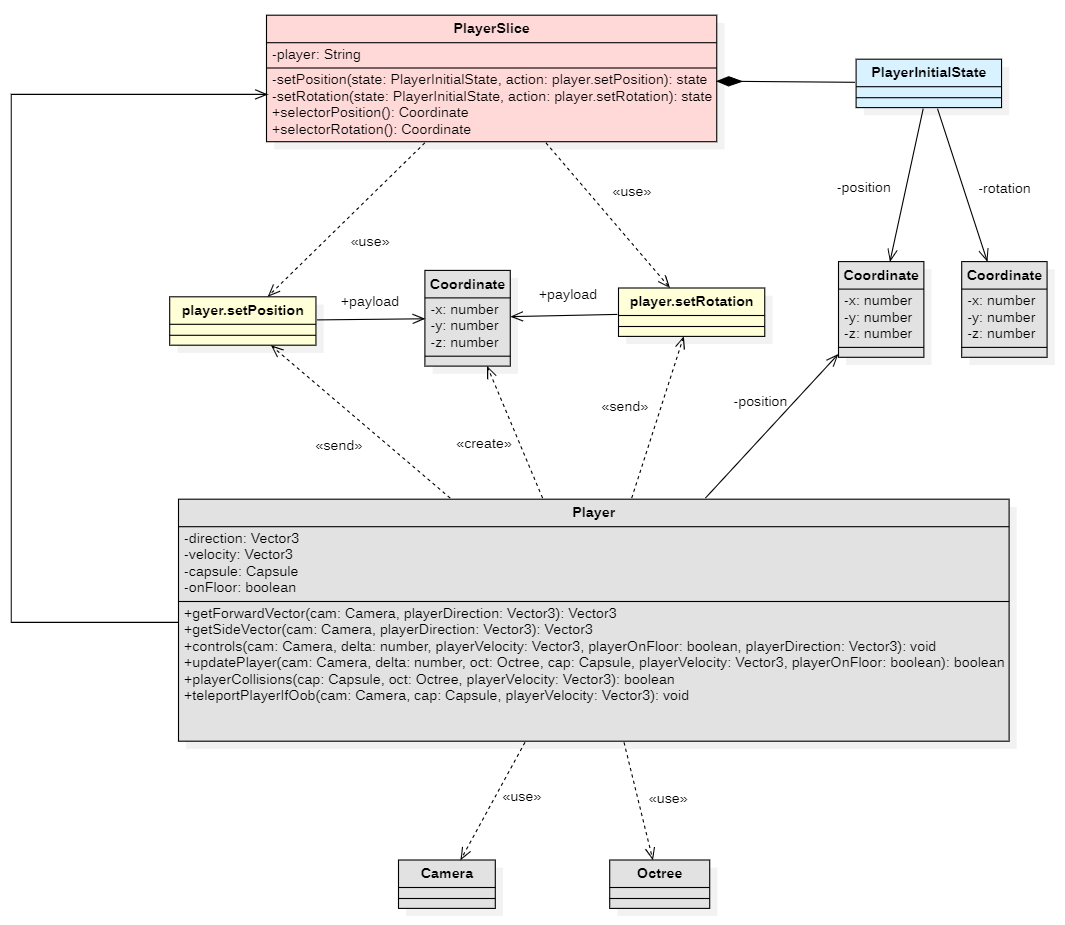 PlayerSlice
-player: String
-setPosition(state: PlayerInitialState, action: player.setPosition): state
-setRotation(state: PlayerInitialState, action: player.setRotation): state
+selectorPosition(): Coordinate
+selectorRotation(): Coordinate
PlayerInitialState
-position
-rotation
«use»
«use»
player.setPosition
+payload
Coordinate
-x: number
-y: number
-z: number
+payload
player.setRotation
Coordinate
-x: number
-y: number
-z: number
Coordinate
-x: number
-y: number
-z: number
«send»
«create»
«send»
-position
Player
-direction: Vector3
-velocity: Vector3
-capsule: Capsule
-onFloor: boolean
+getForwardVector(cam: Camera, playerDirection: Vector3): Vector3
+getSideVector(cam: Camera, playerDirection: Vector3): Vector3
+controls(cam: Camera, delta: number, playerVelocity: Vector3, playerOnFloor: boolean, playerDirection: Vector3): void
+updatePlayer(cam: Camera, delta: number, oct: Octree, cap: Capsule, playerVelocity: Vector3, playerOnFloor: boolean): boolean
+playerCollisions(cap: Capsule, oct: Octree, playerVelocity: Vector3): boolean
+teleportPlayerIfOob(cam: Camera, cap: Capsule, playerVelocity: Vector3): void
«use»
«use»
Camera
Octree